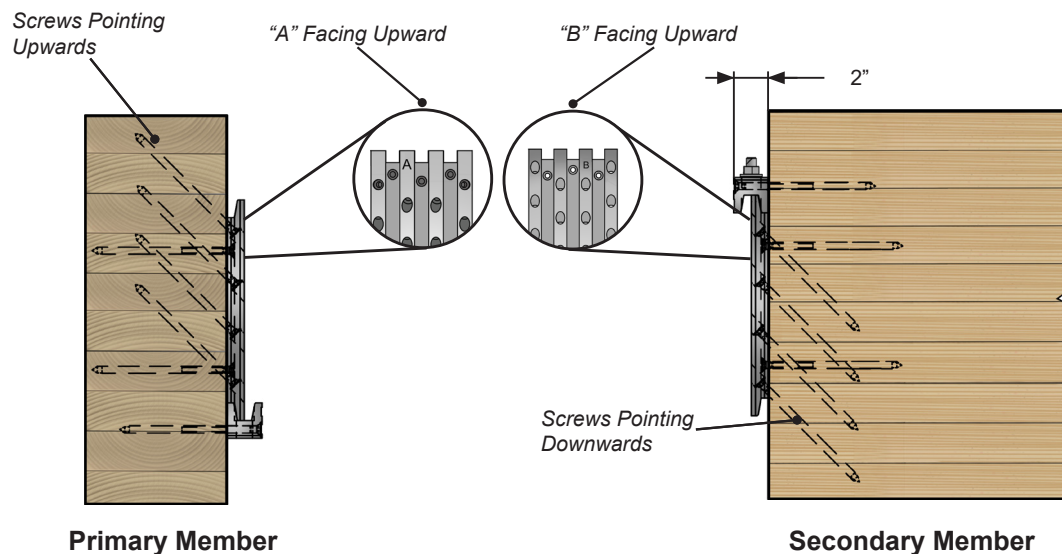 Screws Pointing
Upwards
“A” Facing Upward
“B” Facing Upward
2”
A
B
Screws Pointing
Downwards
Primary Member
Secondary Member